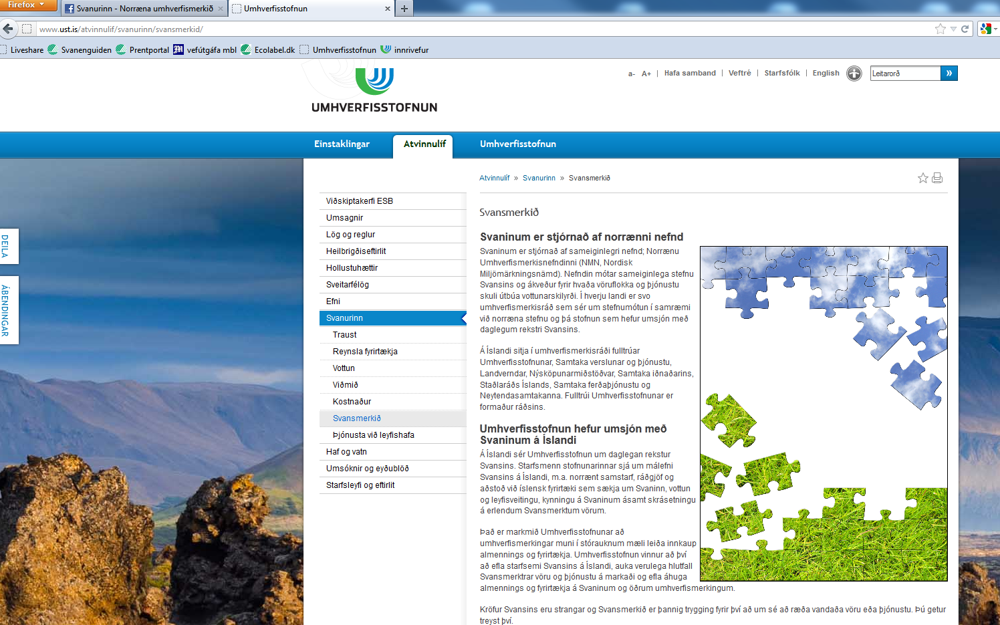 Firefox
Svanurinn - Norræna umhverfismerkið
Umhverfisstofnun
www.ust.is/atvinnulif/svanurinn/svansmerkid/
Liveshare
Svanenguiden
Prentportal
vefútgáfa mbl
Ecolabel.dk
Umhverfisstofnun
innrivefur
UMHVERFISSTOFNUN
a-
A+
Hafa samband
Veftré
Starfsfólk
English
Leitarorð
Einstaklingar
Atvinnulíf
Umhverfisstofnun
DEILA
ÁBENDINGAR
Viðskiptakerfi ESB
Umsagnir
Lög og reglur
Heilbrigðiseftirlit
Hollustuhættir
Sveitarfélög
Efni
Svanurinn
Traust
Reynsla fyrirtækja
Vottun
Viðmið
Kostnaður
Svansmerkið
Þjónusta við leyfishafa
Haf og vatn
Umsóknir og eyðublöð
Starfsleyfi og eftirlit
Atvinnulíf » Svanurinn » Svansmerkið
Svansmerkið
Svaninum er stjórnað af norrænni nefnd
Svaninum er stjórnað af sameiginlegri nefnd; Norrænu
Umhverfismerkisnefndinni (NMN, Nordisk
Miljömärkningsnämd). Nefndin mótar sameiginlega stefnu
Svansins og ákveður fyrir hvaða vöruflokka og þjónustu
skuli útbúa vottunarskilyrði. Í hverju landi er svo
umhverfismerkisráð sem sér um stefnumótun í samræmi
við norræna stefnu og þá stofnun sem hefur umsjón með
daglegum rekstri Svansins.
Á Íslandi sitja í umhverfismerkisráði fulltrúar
Umhverfisstofnunar, Samtaka verslunar og þjónustu,
Landverndar, Nýsköpunarmiðstöðvar, Samtaka iðnaðarins,
Staðlaráðs Íslands, Samtaka ferðaþjónustu og
Neytendasamtakanna. Fulltrúi Umhverfisstofnunar er
formaður ráðsins.
Umhverfisstofnun hefur umsjón með
Svaninum á Íslandi
Á Íslandi sér Umhverfisstofnun um daglegan rekstur
Svansins. Starfsmenn stofnunarinnar sjá um málefni
Svansins á Íslandi, m.a. norrænt samstarf, ráðgjöf og
aðstoð við íslensk fyrirtæki sem sækja um Svaninn, vottun
og leyfisveitingu, kynningu á Svaninum ásamt skrásetningu
á erlendum Svansmerktum vörum.
Það er markmið Umhverfisstofnunar að
umhverfismerkingar muni í stórauknum mæli leiða innkaup
almennings og fyrirtækja. Umhverfisstofnun vinnur að því
að efla starfsemi Svansins á Íslandi, auka verulega hlutfall
Svansmerktrar vöru og þjónustu á markaði og efla áhuga
almennings og fyrirtækja á Svaninum og öðrum umhverfismerkingum.
Kröfur Svansins eru strangar og Svansmerkið er þannig trygging fyrir því að um sé að ræða vandaða vöru eða þjónustu. Þú getur
treyst því.